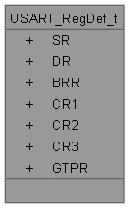 USART_RegDef_t
+ SR
+ DR
+ BRR
+ CR1
+ CR2
+ CR3
+ GTPR